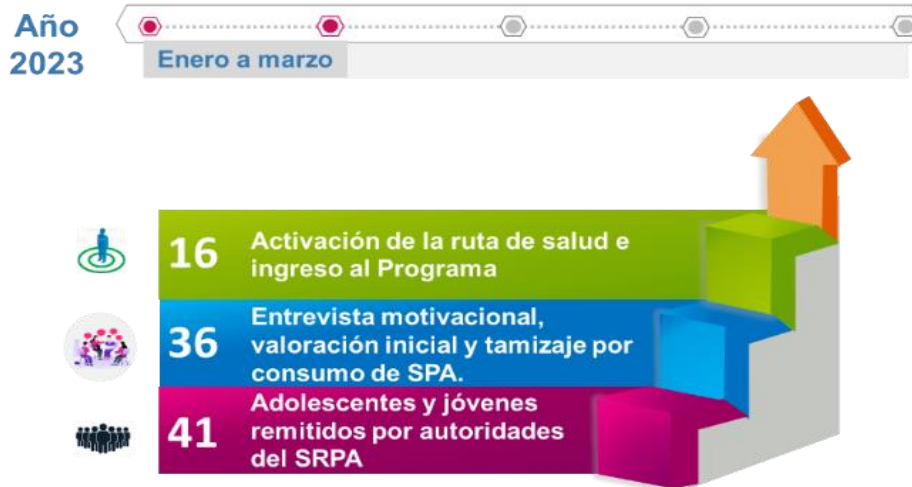 Año
2023
Enero a marzo
16
Activación de la ruta de salud e
ingreso al Programa
36
Entrevista motivacional,
valoración inicial y tamizaje por
consumo de SPA.
41
Adolescentes y jóvenes
remitidos por autoridades
del SRPA